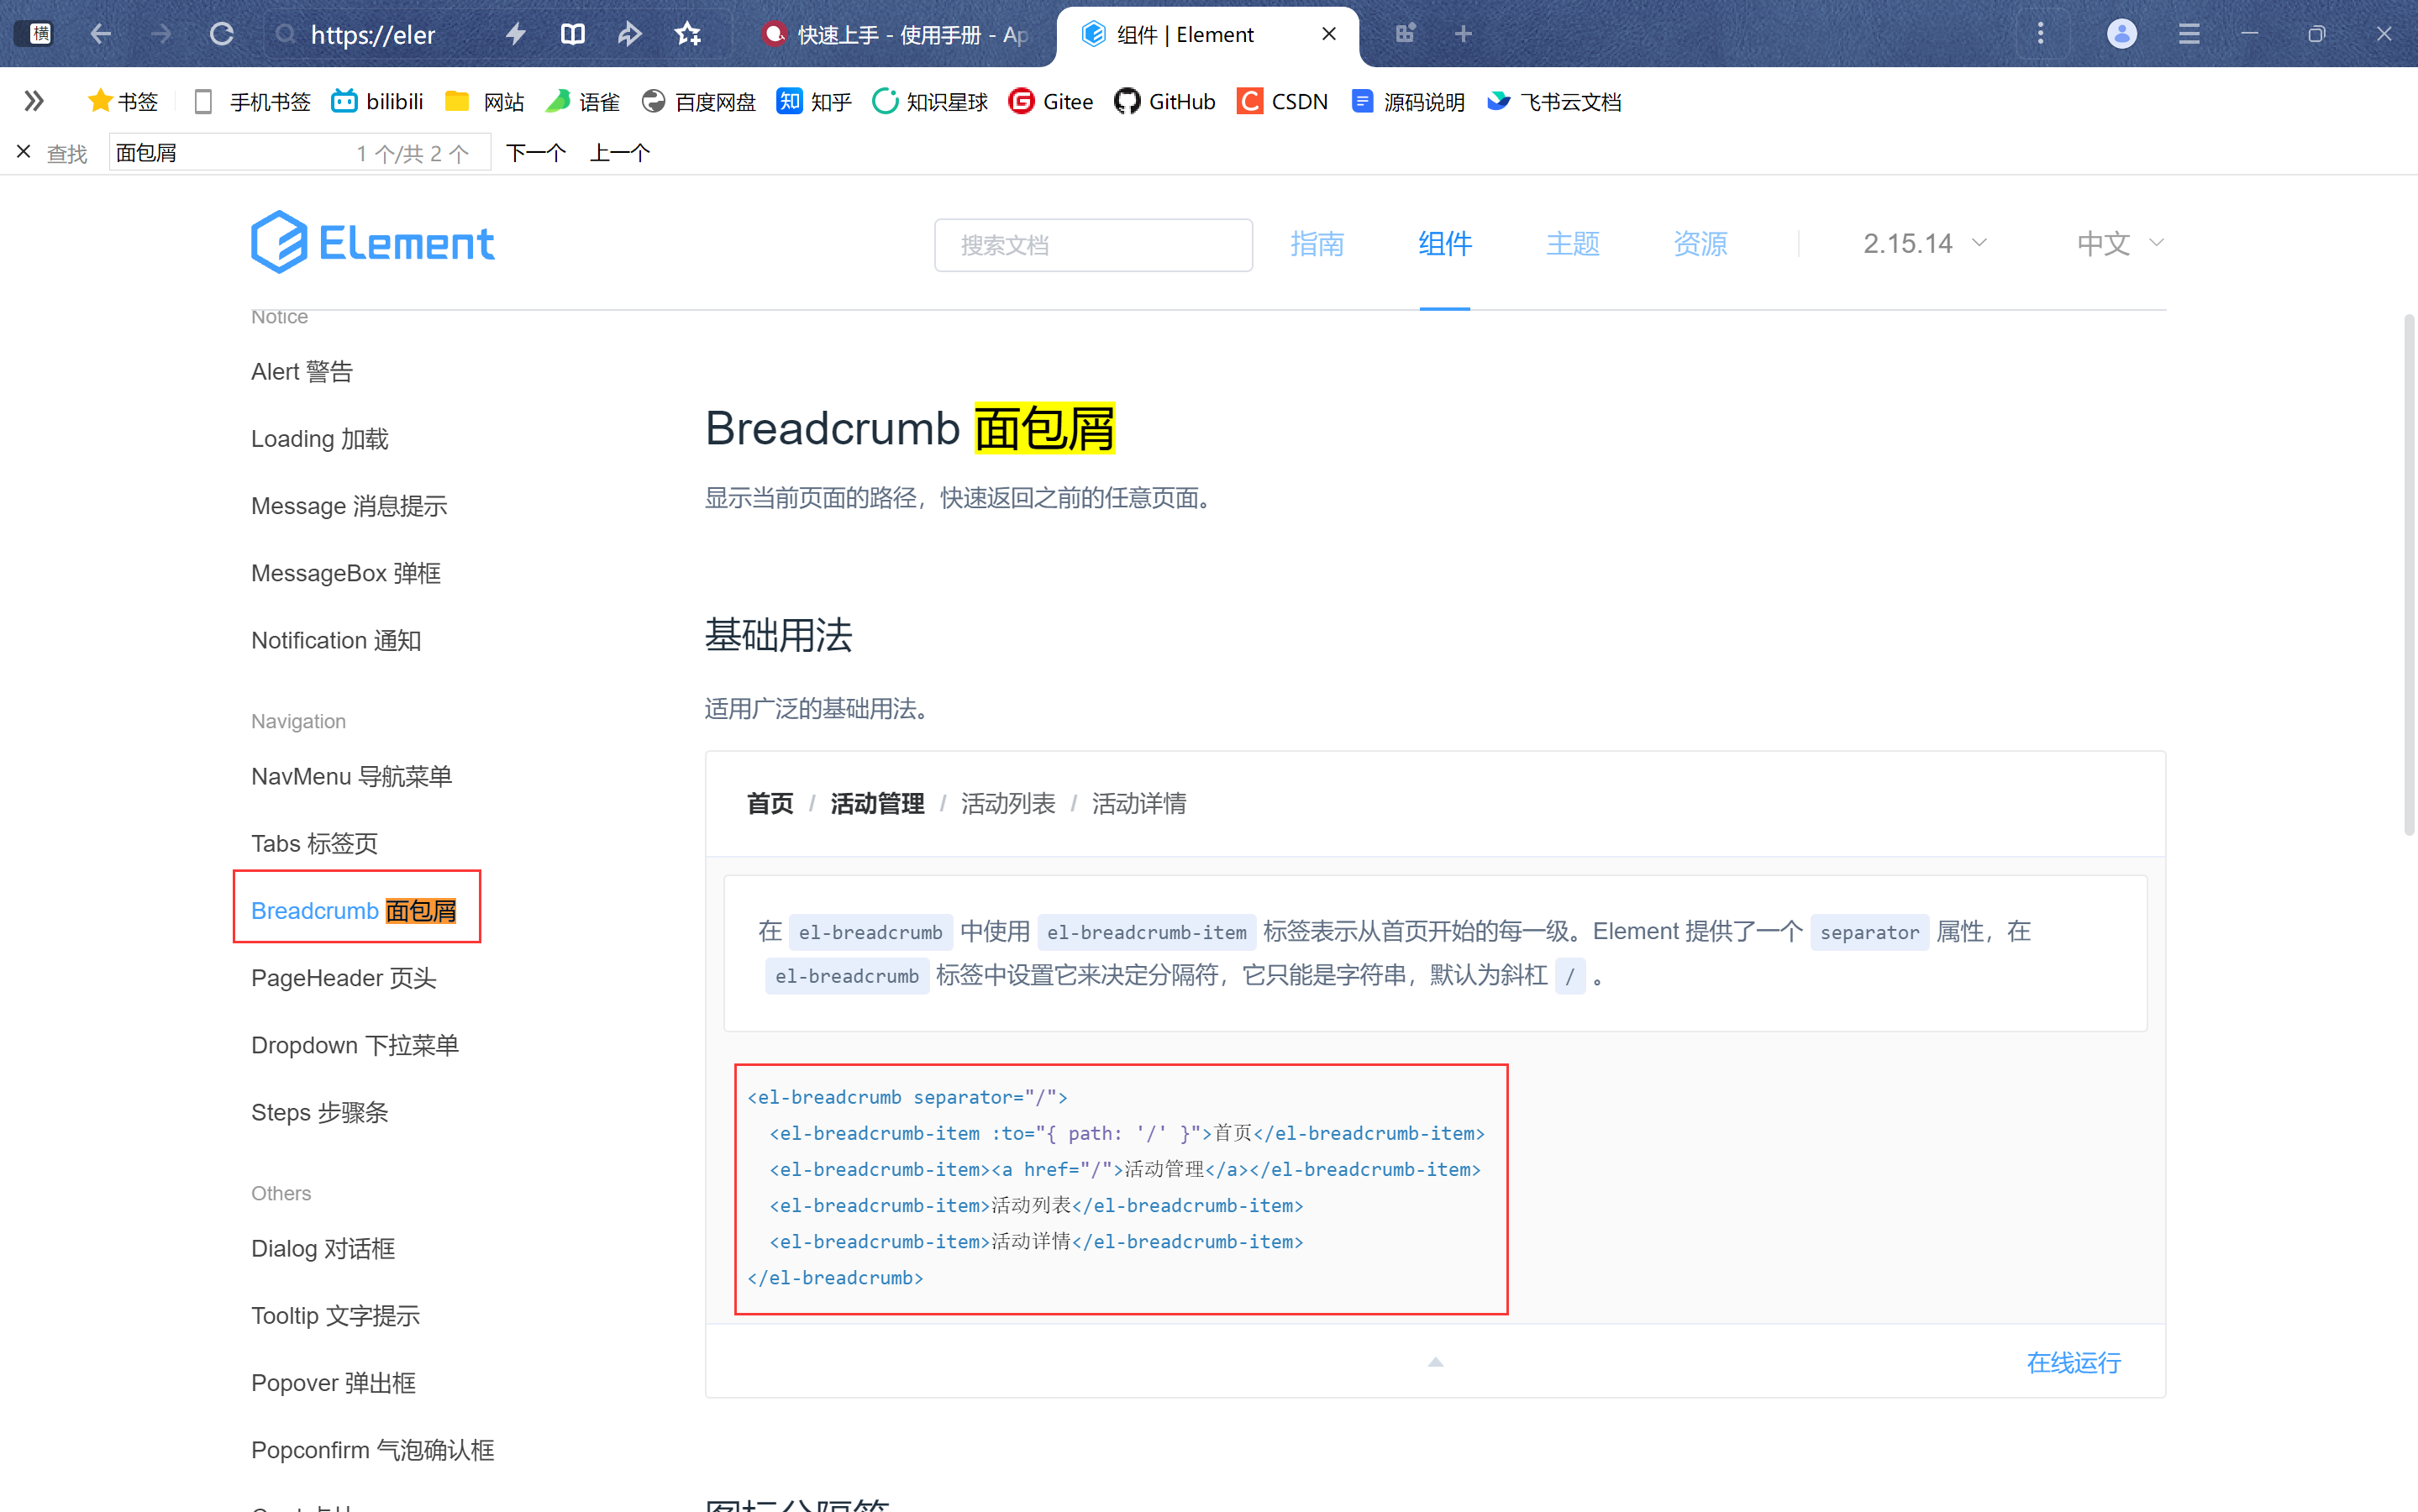 横
https://eler
快速上手 - 使用手册 - Ap
组件 | Element
书签
手机书签
bilibili
网站
语雀
百度网盘
知 知乎
知识星球
Gitee
GitHub
CSDN
源码说明
飞书云文档
查找
面包屑
1 个/共 2 个
下一个
上一个
Element
搜索文档
指南
组件
主题
资源
2.15.14
中文
Notice
Alert 警告
Loading 加载
Message 消息提示
MessageBox 弹框
Notification 通知
Navigation
NavMenu 导航菜单
Tabs 标签页
Breadcrumb 面包屑
PageHeader 页头
Dropdown 下拉菜单
Steps 步骤条
Others
Dialog 对话框
Tooltip 文字提示
Popover 弹出框
Popconfirm 气泡确认框
Breadcrumb 面包屑
显示当前页面的路径，快速返回之前的任意页面。
基础用法
适用广泛的基础用法。
首页 / 活动管理 / 活动列表 / 活动详情
在 el-breadcrumb 中使用 el-breadcrumb-item 标签表示从首页开始的每一级。Element 提供了一个 separator 属性，在
el-breadcrumb 标签中设置它来决定分隔符，它只能是字符串，默认为斜杠 / 。
<el-breadcrumb separator="/">
<el-breadcrumb-item :to="{ path: '/' }">首页</el-breadcrumb-item>
<el-breadcrumb-item><a href="/">活动管理</a></el-breadcrumb-item>
<el-breadcrumb-item>活动列表</el-breadcrumb-item>
<el-breadcrumb-item>活动详情</el-breadcrumb-item>
</el-breadcrumb>
在线运行
图标分隔符